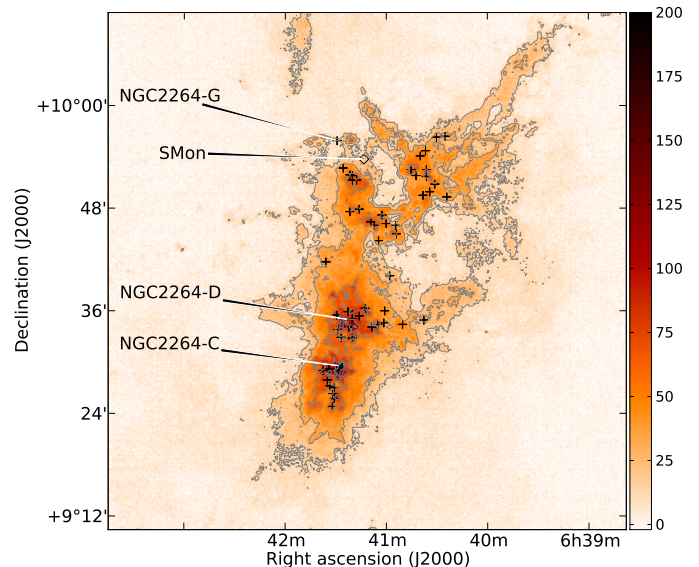 NGC2264-G
SMon
NGC2264-D
NGC2264-C
+10°00'
48'
36'
24'
+9°12'
Declination (J2000)
42m
41m
40m
6h39m
Right ascension (J2000)
200
175
150
125
100
75
50
25
0